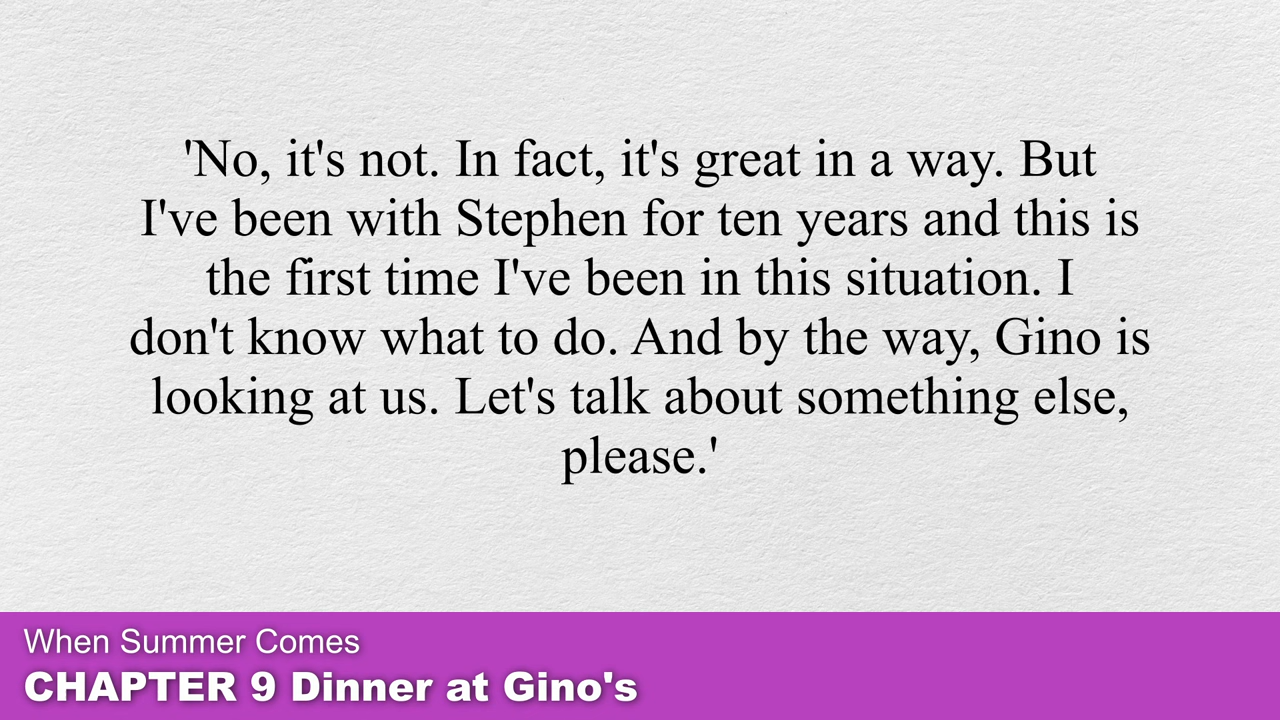 'No, it's not. In fact, it's great in a way. But
I've been with Stephen for ten years and this is
the first time I've been in this situation. I
don't know what to do. And by the way, Gino is
looking at us. Let's talk about something else,
please.'
When Summer Comes
CHAPTER 9 Dinner at Gino's